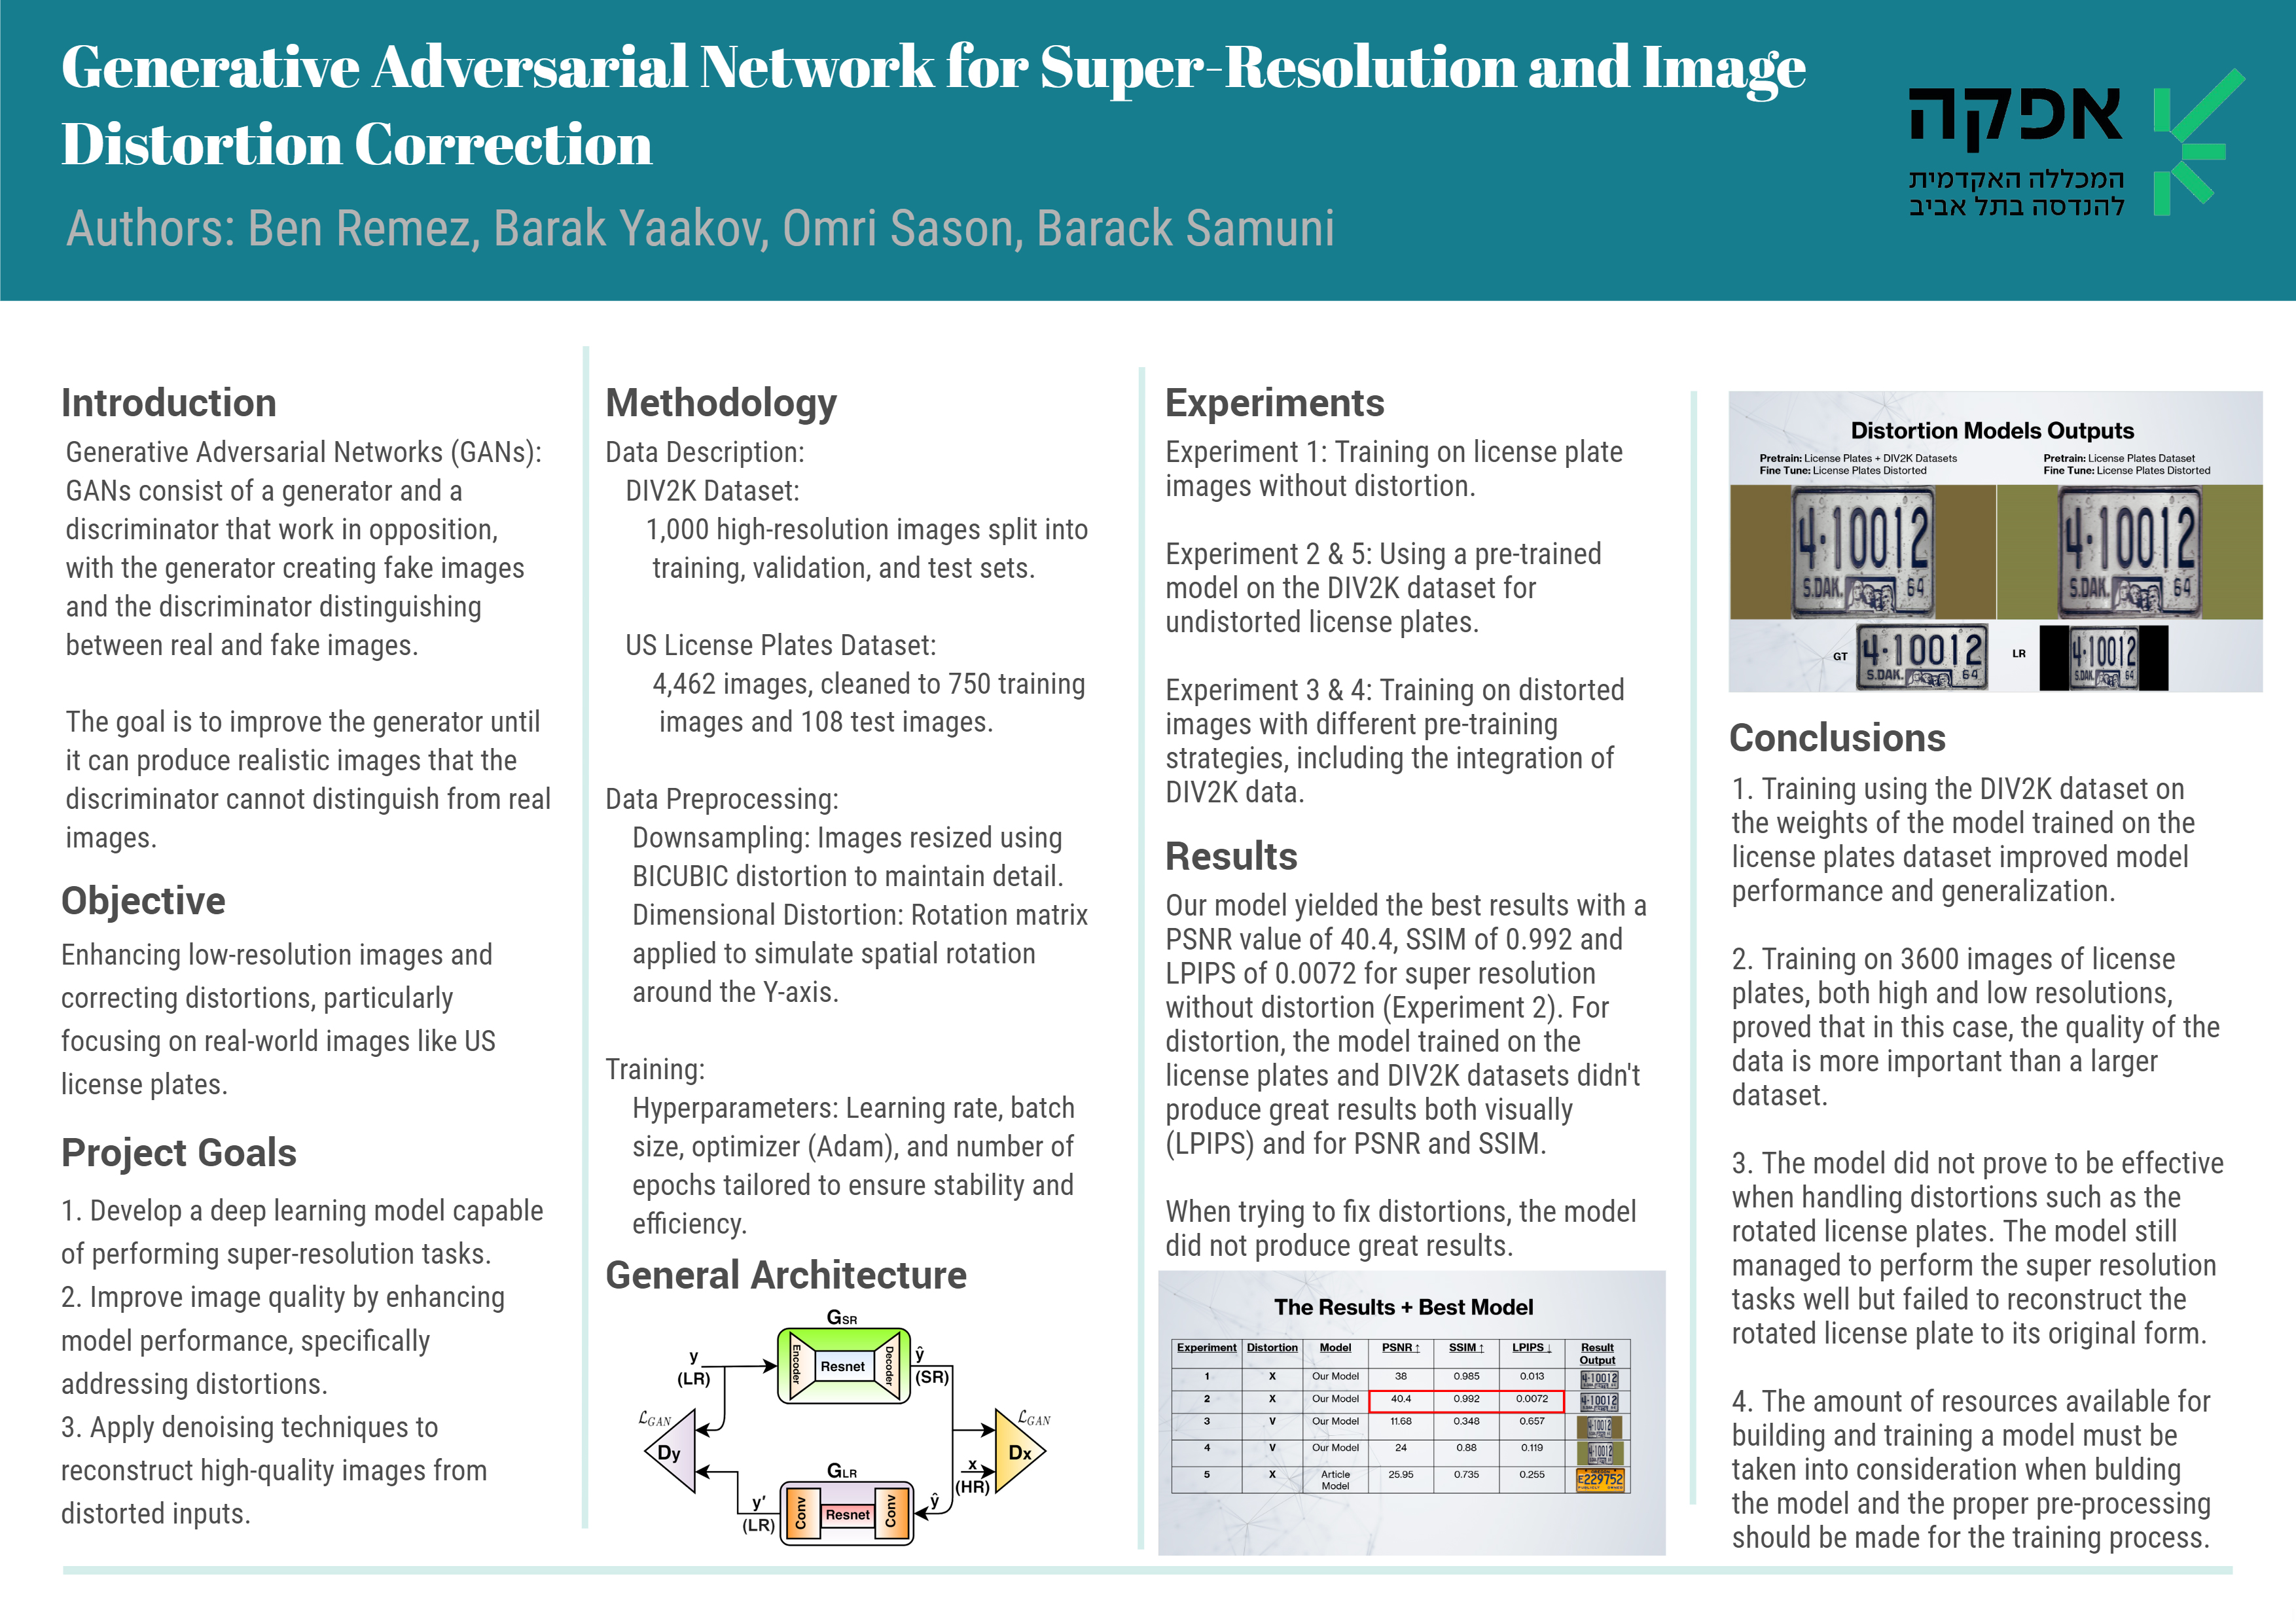 Generative Adversarial Network for Super-Resolution and Image
Distortion Correction
Authors: Ben Remez, Barak Yaakov, Omri Sason, Barack Samuni
אפקה
המכללה האקדמית
להנדסה בתל אביב
Introduction
Generative Adversarial Networks (GANs):
GANs consist of a generator and a
discriminator that work in opposition,
with the generator creating fake images
and the discriminator distinguishing
between real and fake images.
The goal is to improve the generator until
it can produce realistic images that the
discriminator cannot distinguish from real
images.
Objective
Enhancing low-resolution images and
correcting distortions, particularly
focusing on real-world images like US
license plates.
Project Goals
1. Develop a deep learning model capable
of performing super-resolution tasks.
2. Improve image quality by enhancing
model performance, specifically
addressing distortions.
3. Apply denoising techniques to
reconstruct high-quality images from
distorted inputs.
Methodology
Data Description:
DIV2K Dataset:
1,000 high-resolution images split into
training, validation, and test sets.
US License Plates Dataset:
4,462 images, cleaned to 750 training
images and 108 test images.
Data Preprocessing:
Downsampling: Images resized using
BICUBIC distortion to maintain detail.
Dimensional Distortion: Rotation matrix
applied to simulate spatial rotation
around the Y-axis.
Training:
Hyperparameters: Learning rate, batch
size, optimizer (Adam), and number of
epochs tailored to ensure stability and
efficiency.
General Architecture
GSR
y
(LR)
Encoder
Resnet
Decoder
ŷ
(SR)
ℒGAN
Dy
ℒGAN
Dx
x
(HR)
GLR
y'
(LR)
Conv
Resnet
Conv
ŷ
Experiments
Experiment 1: Training on license plate
images without distortion.
Experiment 2 & 5: Using a pre-trained
model on the DIV2K dataset for
undistorted license plates.
Experiment 3 & 4: Training on distorted
images with different pre-training
strategies, including the integration of
DIV2K data.
Results
Our model yielded the best results with a
PSNR value of 40.4, SSIM of 0.992 and
LPIPS of 0.0072 for super resolution
without distortion (Experiment 2). For
distortion, the model trained on the
license plates and DIV2K datasets didn't
produce great results both visually
(LPIPS) and for PSNR and SSIM.
When trying to fix distortions, the model
did not produce great results.
The Results + Best Model
Experiment Distortion Model PSNR ↑ SSIM ↑ LPIPS ↓ Result Output
1 X Our Model 38 0.985 0.013 4-10012
2 X Our Model 40.4 0.992 0.0072 4-10012
3 V Our Model 11.68 0.348 0.657 4-10012
4 V Our Model 24 0.88 0.119 4-10012
5 X Article Model 25.95 0.735 0.255 E229752
Distortion Models Outputs
Pretrain: License Plates + DIV2K Datasets
Fine Tune: License Plates Distorted
Pretrain: License Plates Dataset
Fine Tune: License Plates Distorted
4·10012
S.DAK. 64
4·10012
S.DAK. 64
GT
4·10012
S.DAK. 64
LR
4·10012
S.DAK. 64
Conclusions
1. Training using the DIV2K dataset on
the weights of the model trained on the
license plates dataset improved model
performance and generalization.
2. Training on 3600 images of license
plates, both high and low resolutions,
proved that in this case, the quality of the
data is more important than a larger
dataset.
3. The model did not prove to be effective
when handling distortions such as the
rotated license plates. The model still
managed to perform the super resolution
tasks well but failed to reconstruct the
rotated license plate to its original form.
4. The amount of resources available for
building and training a model must be
taken into consideration when bulding
the model and the proper pre-processing
should be made for the training process.